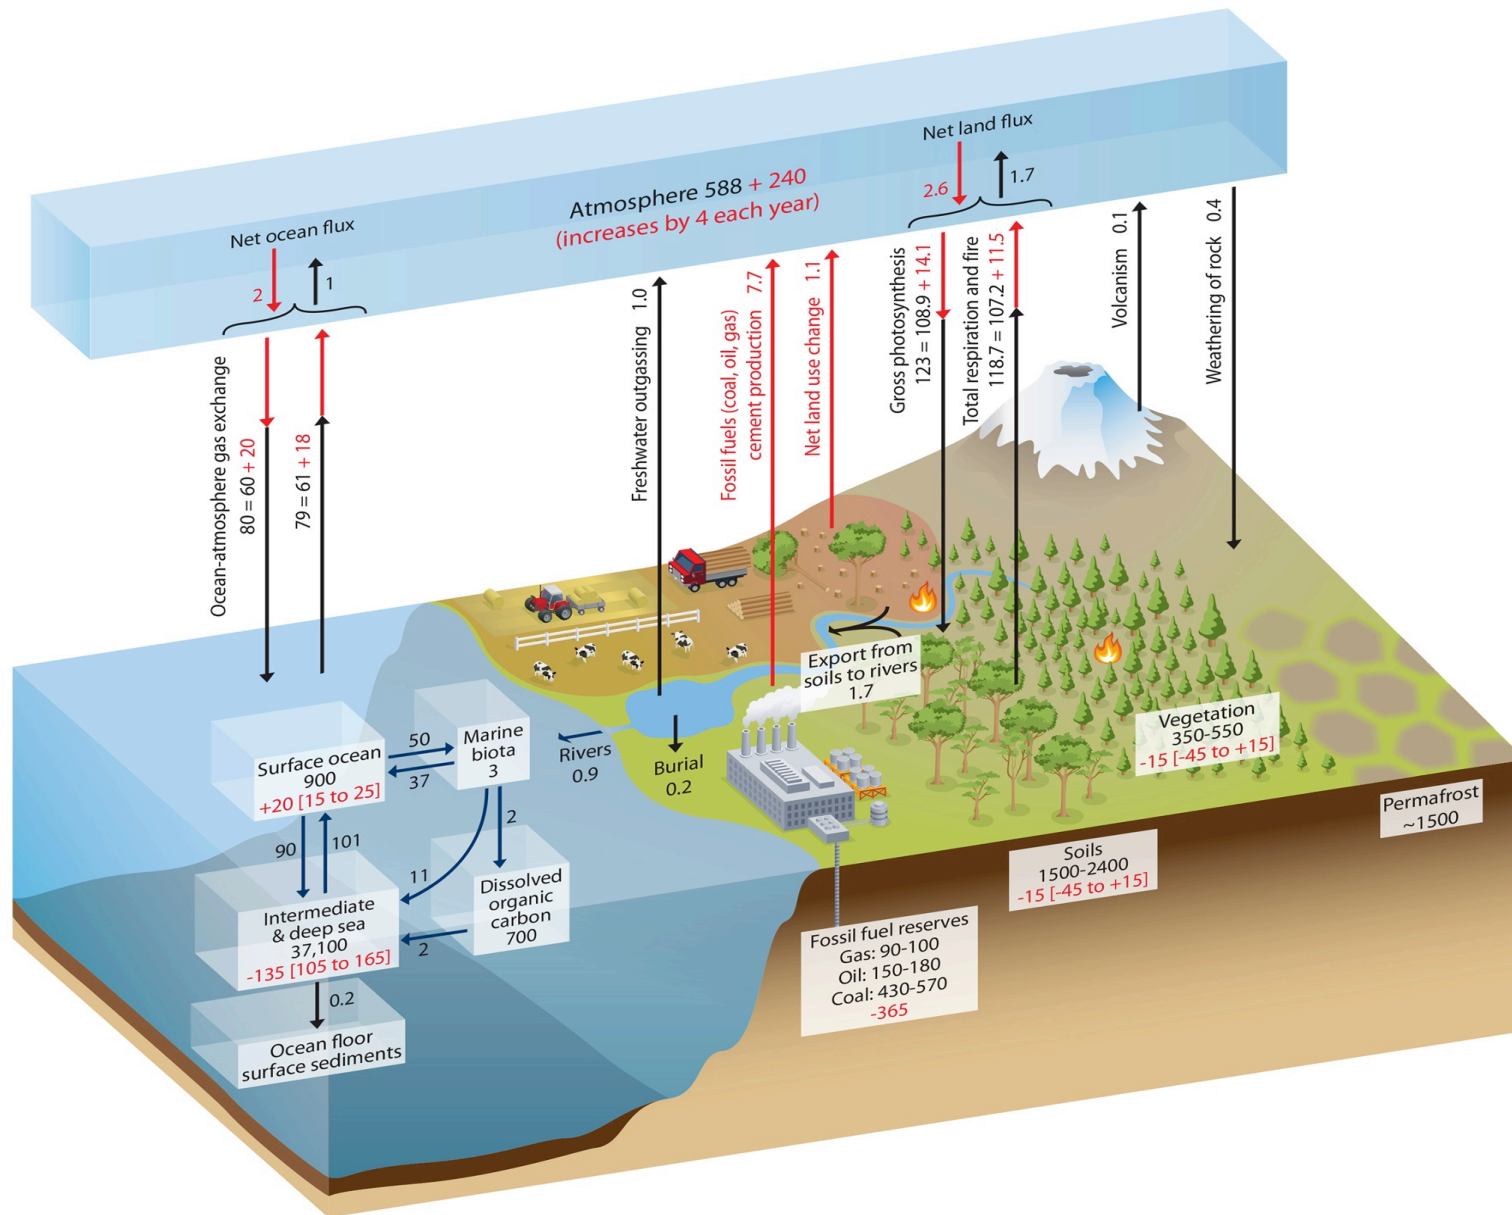 Net land flux
2.6
1.7
Atmosphere 588 + 240
(increases by 4 each year)
Net ocean flux
2
1
Ocean-atmosphere gas exchange
80 = 60 + 20
79 = 61 + 18
Freshwater outgassing 1.0
Fossil fuels (coal, oil, gas)
cement production 7.7
Net land use change 1.1
Gross photosynthesis
123 = 108.9 + 14.1
Total respiration and fire
118.7 = 107.2 + 11.5
Volcanism 0.1
Weathering of rock 0.4
Export from
soils to rivers
1.7
Surface ocean
900
+20 [15 to 25]
50
37
Marine
biota
3
Rivers
0.9
Burial
0.2
Vegetation
350-550
-15 [-45 to +15]
Permafrost
~1500
90
101
11
2
Soils
1500-2400
-15 [-45 to +15]
Dissolved
organic
carbon
700
2
Intermediate
& deep sea
37,100
-135 [105 to 165]
Fossil fuel reserves
Gas: 90-100
Oil: 150-180
Coal: 430-570
-365
0.2
Ocean floor
surface sediments